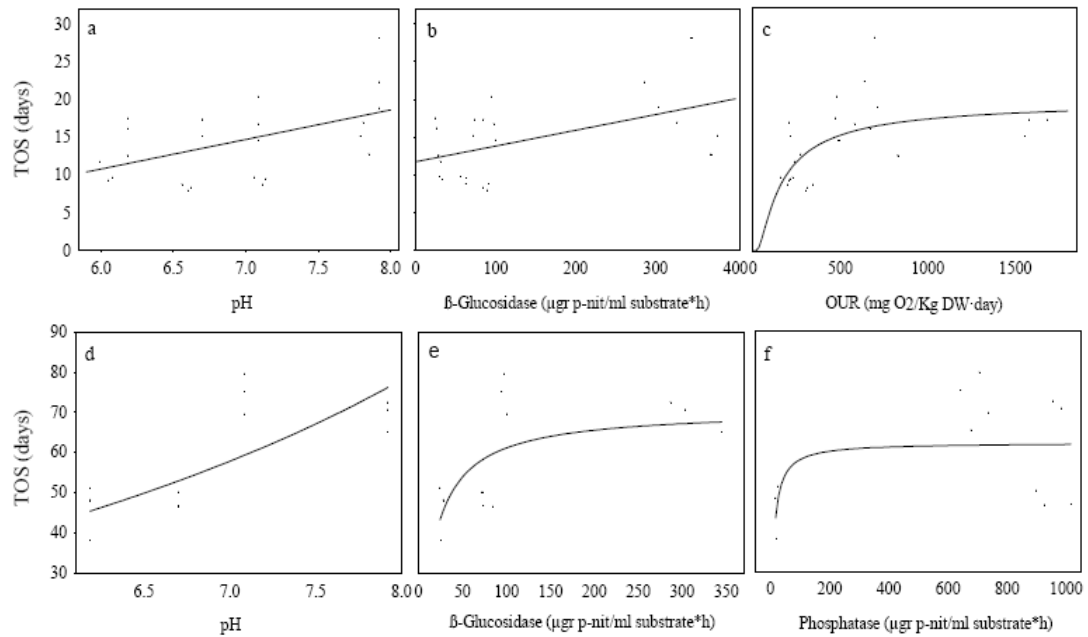 a
b
c
TOS (days)
30
25
20
15
10
5
0
6.0 6.5 7.0 7.5 8.0
0 100 200 300 400
0 500 1000 1500
pH
ß-Glucosidase (µgr p-nit/ml substrate*h)
OUR (mg O2/Kg DW·day)
d
e
f
TOS (days)
90
80
70
60
50
40
30
6.5 7.0 7.5 8.0
0 50 100 150 200 250 300 350
0 200 400 600 800 1000
pH
ß-Glucosidase (µgr p-nit/ml substrate*h)
Phosphatase (µgr p-nit/ml substrate*h)